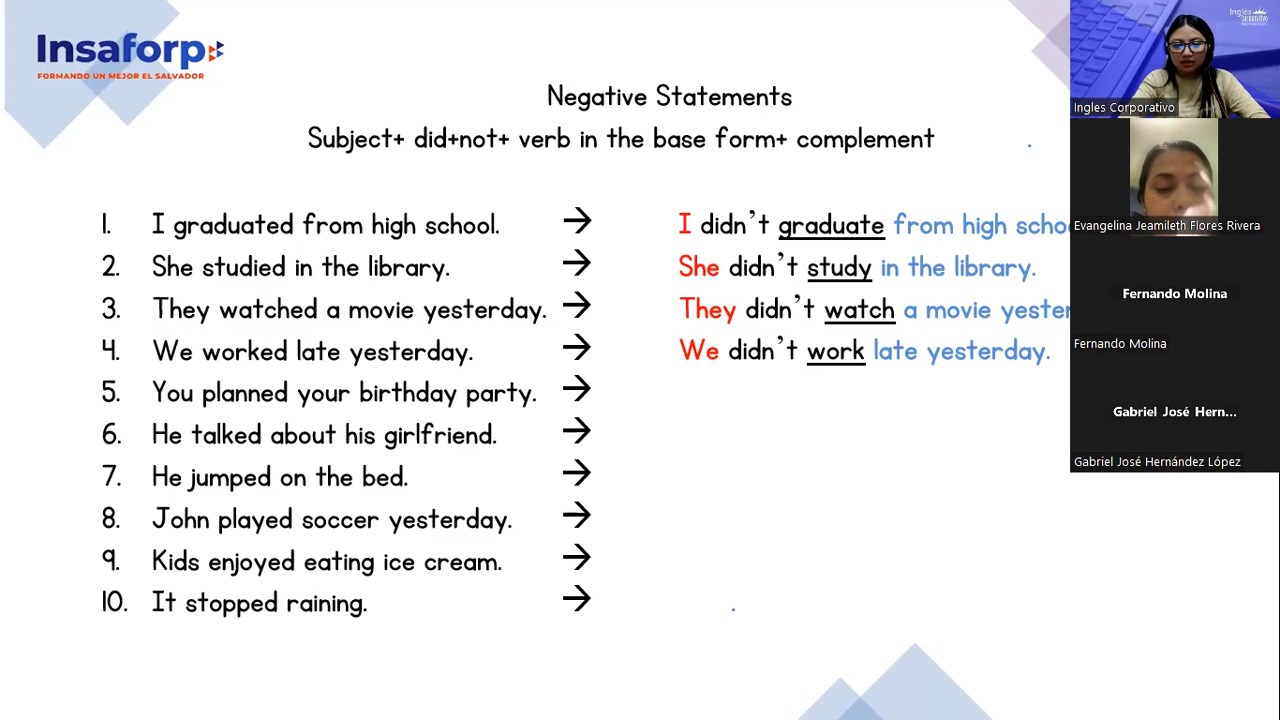 Insaforp
FORMANDO UN MEJOR EL SALVADOR
Negative Statements
Subject+ did+not+ verb in the base form+ complement
.
1. I graduated from high school. → I didn't graduate from high schoo
2. She studied in the library. → She didn't study in the library.
3. They watched a movie yesterday. → They didn't watch a movie yester
4. We worked late yesterday. → We didn't work late yesterday.
5. You planned your birthday party. →
6. He talked about his girlfriend. →
7. He jumped on the bed. →
8. John played soccer yesterday. →
9. Kids enjoyed eating ice cream. →
10. It stopped raining. → .
Inglés
Ingles Corporativo
Evangelina Jeamileth Flores Rivera
Fernando Molina
Fernando Molina
Gabriel José Hern...
Gabriel José Hernández López